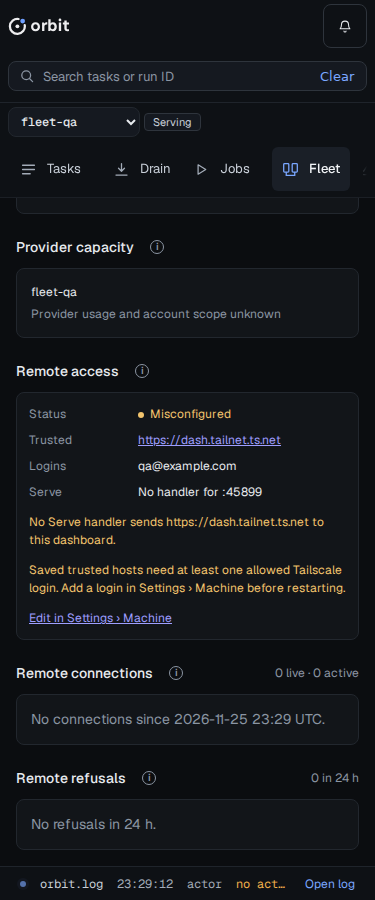 orbit
Search tasks or run ID
Clear
fleet-qa
Serving
Tasks
Drain
Jobs
Fleet
Provider capacity
fleet-qa
Provider usage and account scope unknown
Remote access
Status
Misconfigured
Trusted
https://dash.tailnet.ts.net
Logins
qa@example.com
Serve
No handler for :45899
No Serve handler sends https://dash.tailnet.ts.net to
this dashboard.
Saved trusted hosts need at least one allowed Tailscale
login. Add a login in Settings › Machine before restarting.
Edit in Settings › Machine
Remote connections
0 live · 0 active
No connections since 2026-11-25 23:29 UTC.
Remote refusals
0 in 24 h
No refusals in 24 h.
orbit.log
23:29:12
actor
no act…
Open log